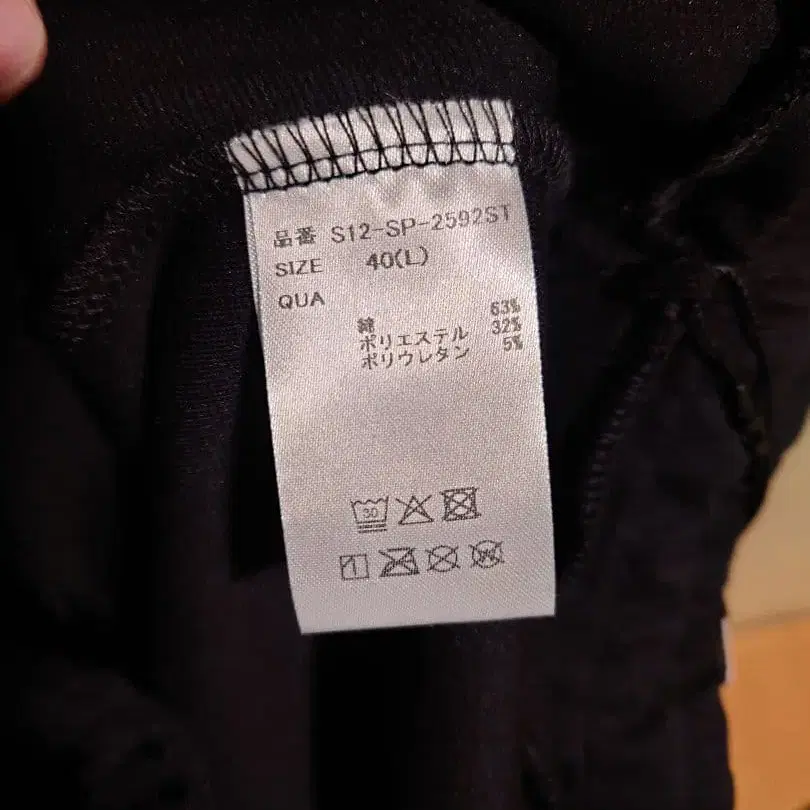 品番 S12-SP-2592ST
SIZE 40(L)
QUA
綿 63%
ポリエステル 32%
ポリウレタン 5%
30